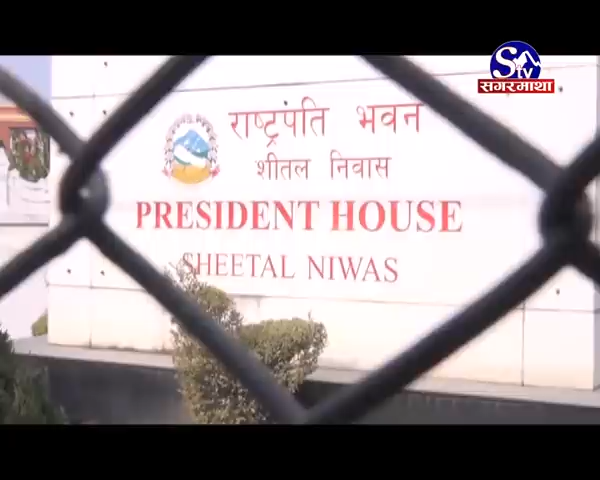 STV
सगरमाथा
राष्ट्रपति भवन
शीतल निवास
PRESIDENT HOUSE
SHEETAL NIWAS